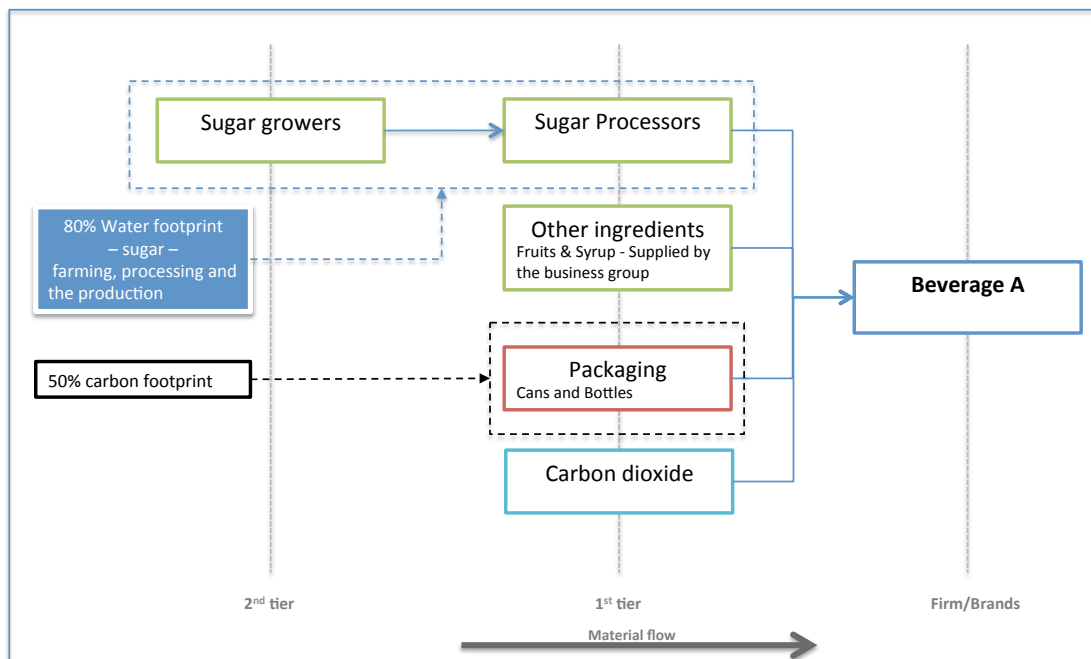 Sugar growers
Sugar Processors
80% Water footprint
– sugar –
farming, processing and
the production
Other ingredients
Fruits & Syrup - Supplied by
the business group
Beverage A
50% carbon footprint
Packaging
Cans and Bottles
Carbon dioxide
2nd tier
1st tier
Firm/Brands
Material flow